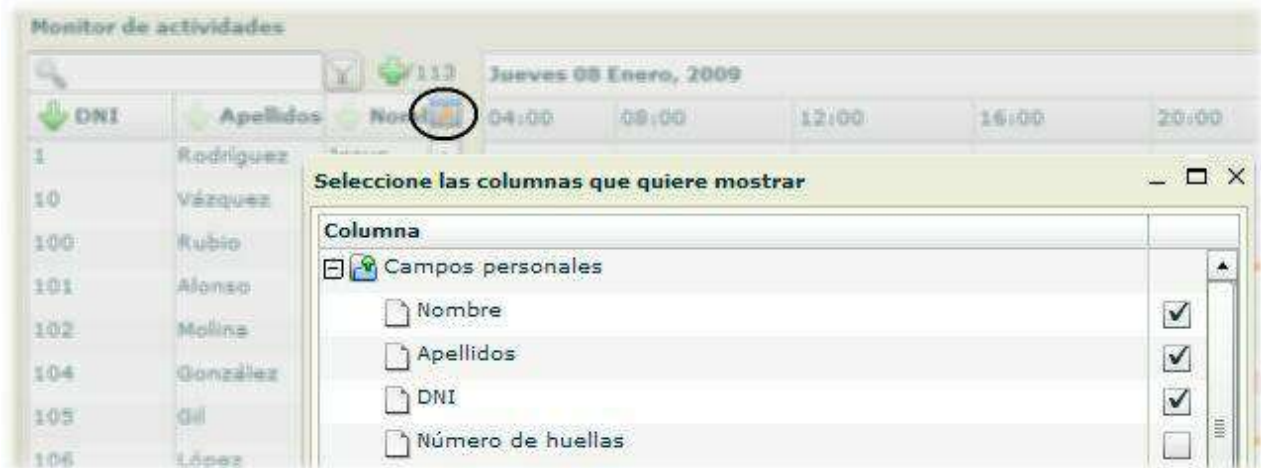 Monitor de actividades
/113 Jueves 08 Enero, 2009
DNI Apellidos 04:00 08:00 12:00 16:00 20:00
1 Rodríguez
10 Vázquez
100 Rubio
101 Alonso
102 Molina
104 González
105 Gil
106 López
Seleccione las columnas que quiere mostrar
Columna
Campos personales
Nombre
Apellidos
DNI
Número de huellas